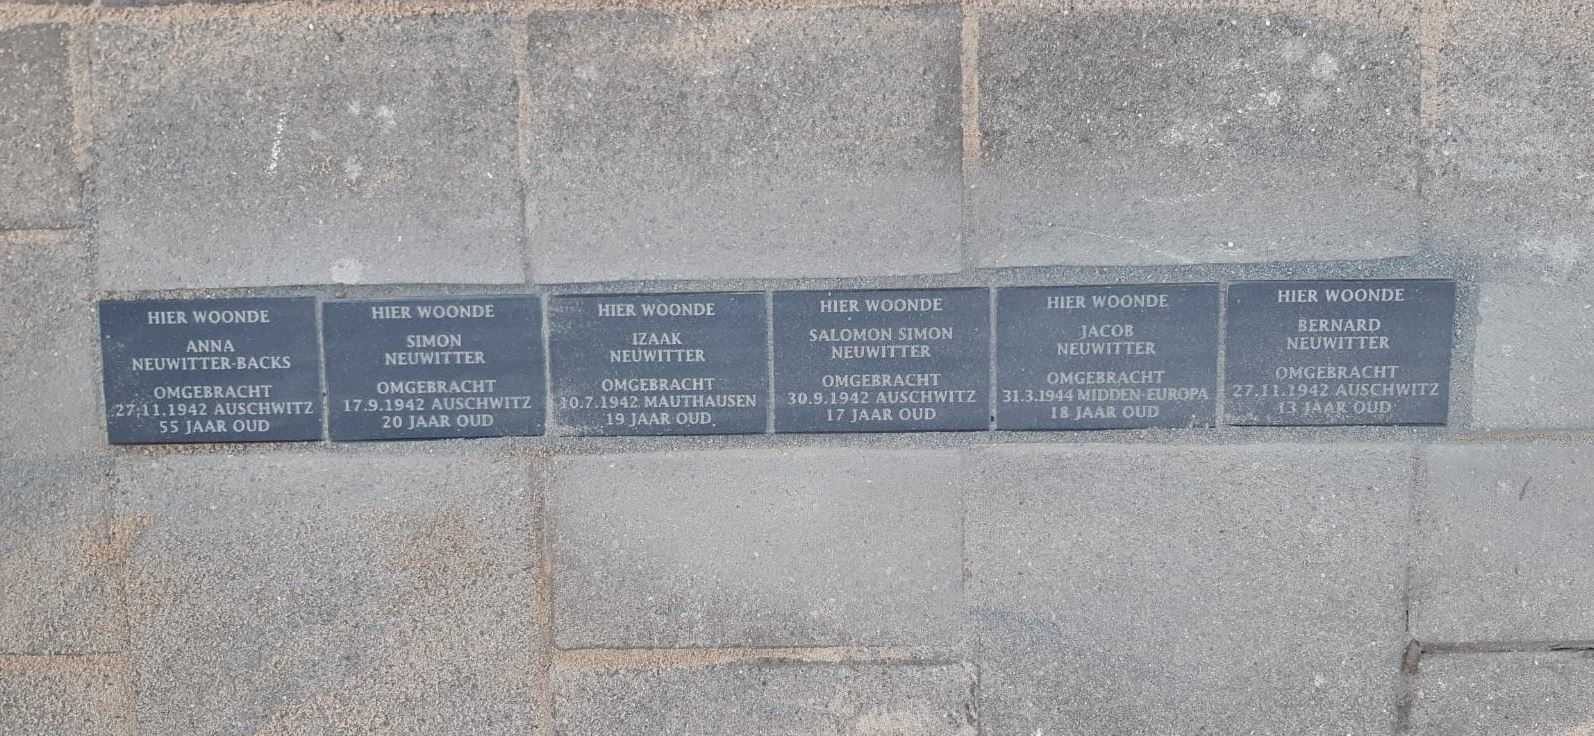 HIER WOONDE
ANNA
NEUWITTER-BACKS
OMGEBRACHT
27.11.1942 AUSCHWITZ
55 JAAR OUD
HIER WOONDE
SIMON
NEUWITTER
OMGEBRACHT
17.9.1942 AUSCHWITZ
20 JAAR OUD
HIER WOONDE
IZAAK
NEUWITTER
OMGEBRACHT
10.7.1942 MAUTHAUSEN
19 JAAR OUD
HIER WOONDE
SALOMON SIMON
NEUWITTER
OMGEBRACHT
30.9.1942 AUSCHWITZ
17 JAAR OUD
HIER WOONDE
JACOB
NEUWITTER
OMGEBRACHT
31.3.1944 MIDDEN-EUROPA
18 JAAR OUD
HIER WOONDE
BERNARD
NEUWITTER
OMGEBRACHT
27.11.1942 AUSCHWITZ
13 JAAR OUD